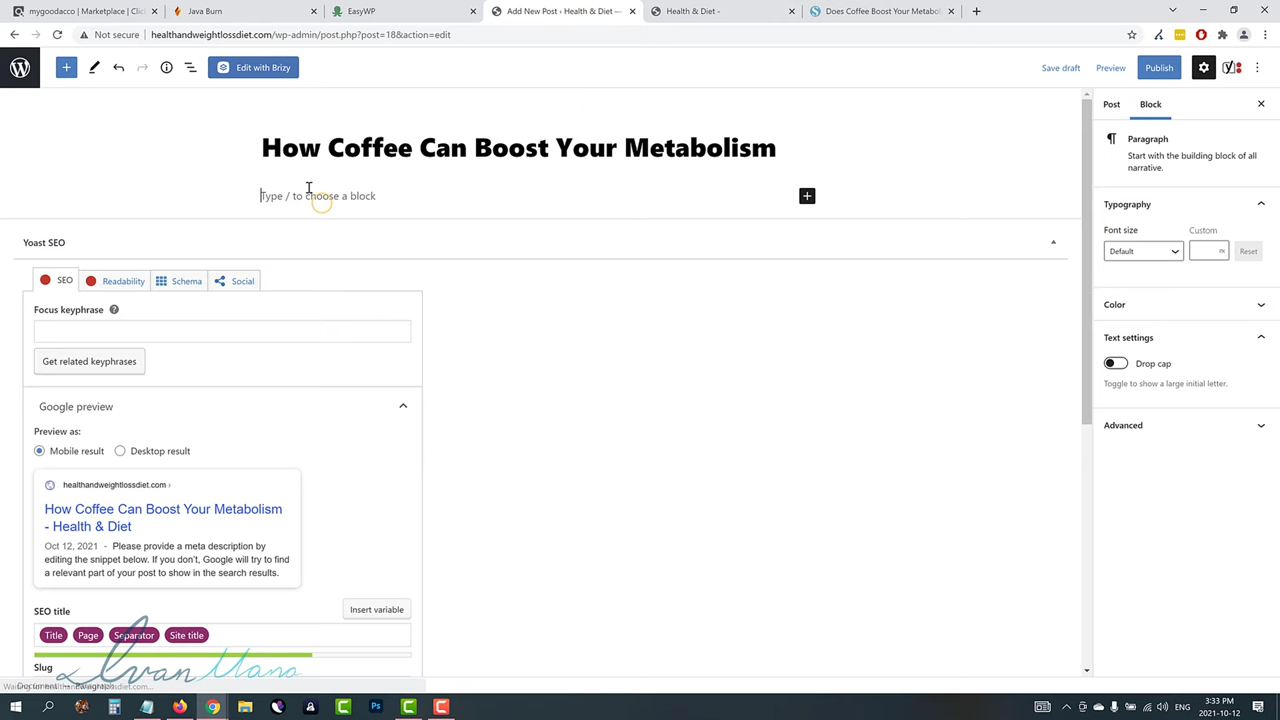 mygoodacco | Marketplace | Click
Java Burn
EasyWP
Add New Post ‹ Health & Diet —
Health & Diet -
Does Coffee Boost Your Metabol
Not secure
healthandweightlossdiet.com/wp-admin/post.php?post=18&action=edit
Edit with Brizy
Save draft
Preview
Publish
Post
Block
How Coffee Can Boost Your Metabolism
Paragraph
Start with the building block of all
narrative.
Type / to choose a block
Typography
Font size
Custom
Default
PX
Reset
Yoast SEO
SEO
Readability
Schema
Social
Focus keyphrase
Get related keyphrases
Color
Text settings
Drop cap
Toggle to show a large initial letter.
Advanced
Google preview
Preview as:
Mobile result
Desktop result
healthandweightlossdiet.com ›
How Coffee Can Boost Your Metabolism
- Health & Diet
Oct 12, 2021 - Please provide a meta description by
editing the snippet below. If you don't, Google will try to find
a relevant part of your post to show in the search results.
SEO title
Insert variable
Title
Page
Separator
Site title
Slug
Ivan Mana
Document → Paragraph
ENG
3:33 PM
2021-10-12